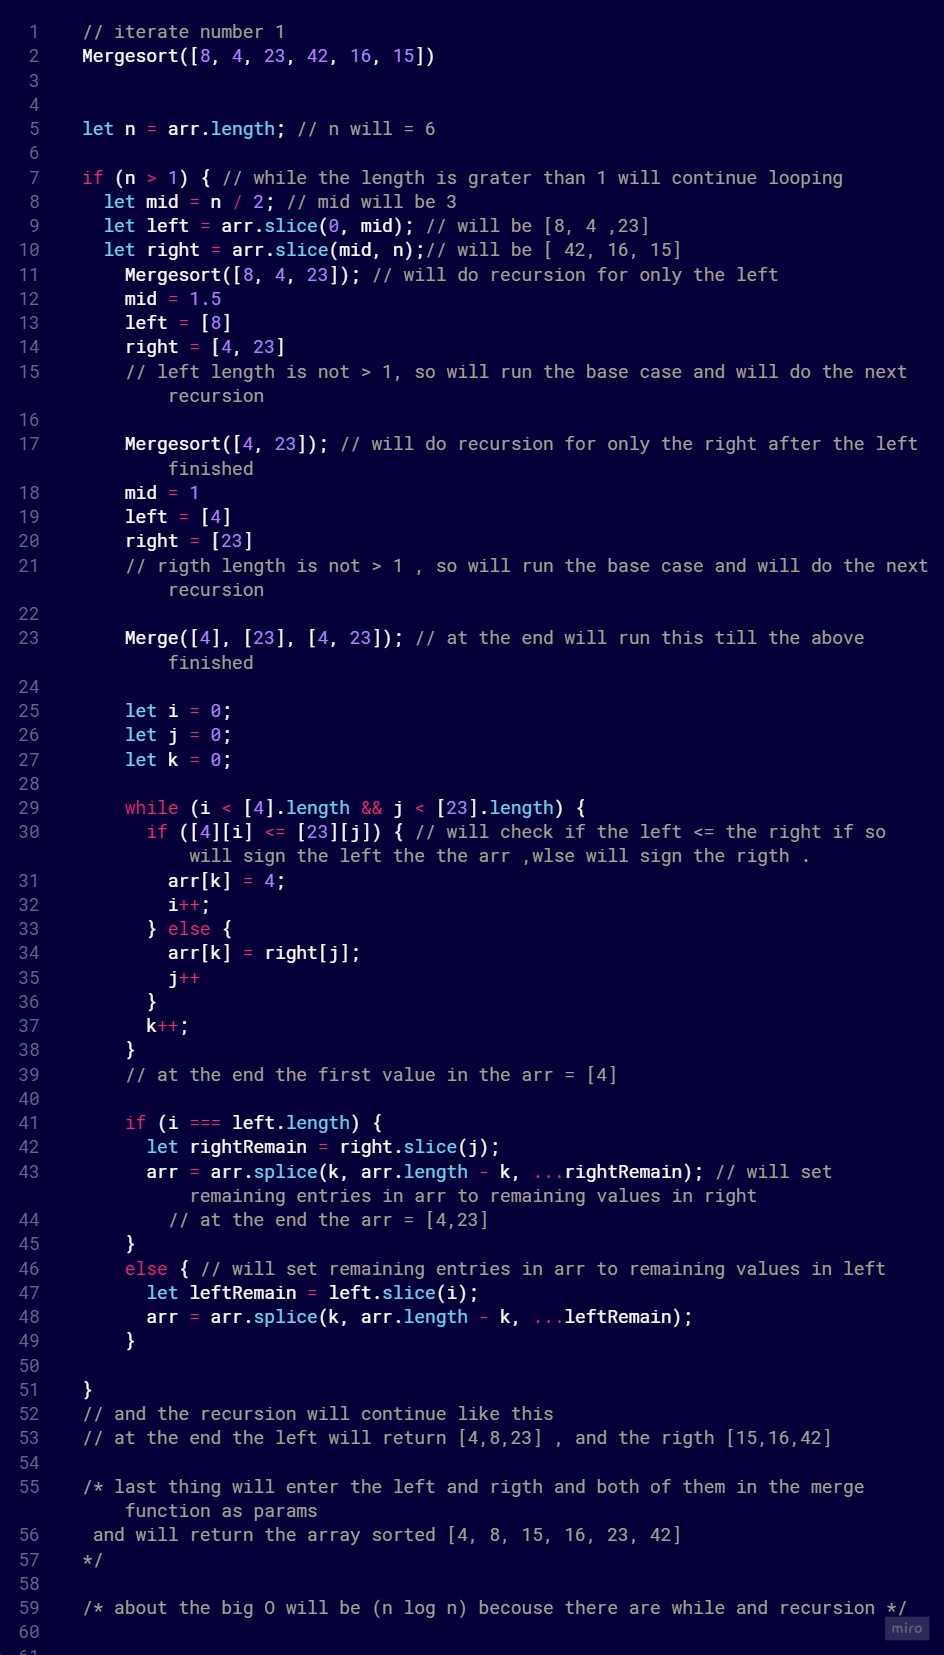 1 // iterate number 1
2 Mergesort([8, 4, 23, 42, 16, 15])
3
4
5 let n = arr.length; // n will = 6
6
7 if (n > 1) { // while the length is grater than 1 will continue looping
8 let mid = n / 2; // mid will be 3
9 let left = arr.slice(0, mid); // will be [8, 4 ,23]
10 let right = arr.slice(mid, n);// will be [ 42, 16, 15]
11 Mergesort([8, 4, 23]); // will do recursion for only the left
12 mid = 1.5
13 left = [8]
14 right = [4, 23]
15 // left length is not > 1, so will run the base case and will do the next
recursion
16
17 Mergesort([4, 23]); // will do recursion for only the right after the left
finished
18 mid = 1
19 left = [4]
20 right = [23]
21 // rigth length is not > 1 , so will run the base case and will do the next
recursion
22
23 Merge([4], [23], [4, 23]); // at the end will run this till the above
finished
24
25 let i = 0;
26 let j = 0;
27 let k = 0;
28
29 while (i < [4].length && j < [23].length) {
30 if ([4][i] <= [23][j]) { // will check if the left <= the right if so
will sign the left the the arr ,wlse will sign the rigth .
31 arr[k] = 4;
32 i++;
33 } else {
34 arr[k] = right[j];
35 j++
36 }
37 k++;
38 }
39 // at the end the first value in the arr = [4]
40
41 if (i === left.length) {
42 let rightRemain = right.slice(j);
43 arr = arr.splice(k, arr.length - k, ...rightRemain); // will set
remaining entries in arr to remaining values in right
44 // at the end the arr = [4,23]
45 }
46 else { // will set remaining entries in arr to remaining values in left
47 let leftRemain = left.slice(i);
48 arr = arr.splice(k, arr.length - k, ...leftRemain);
49 }
50
51 }
52 // and the recursion will continue like this
53 // at the end the left will return [4,8,23] , and the rigth [15,16,42]
54
55 /* last thing will enter the left and rigth and both of them in the merge
function as params
56 and will return the array sorted [4, 8, 15, 16, 23, 42]
57 */
58
59 /* about the big O will be (n log n) becouse there are while and recursion */
60
miro